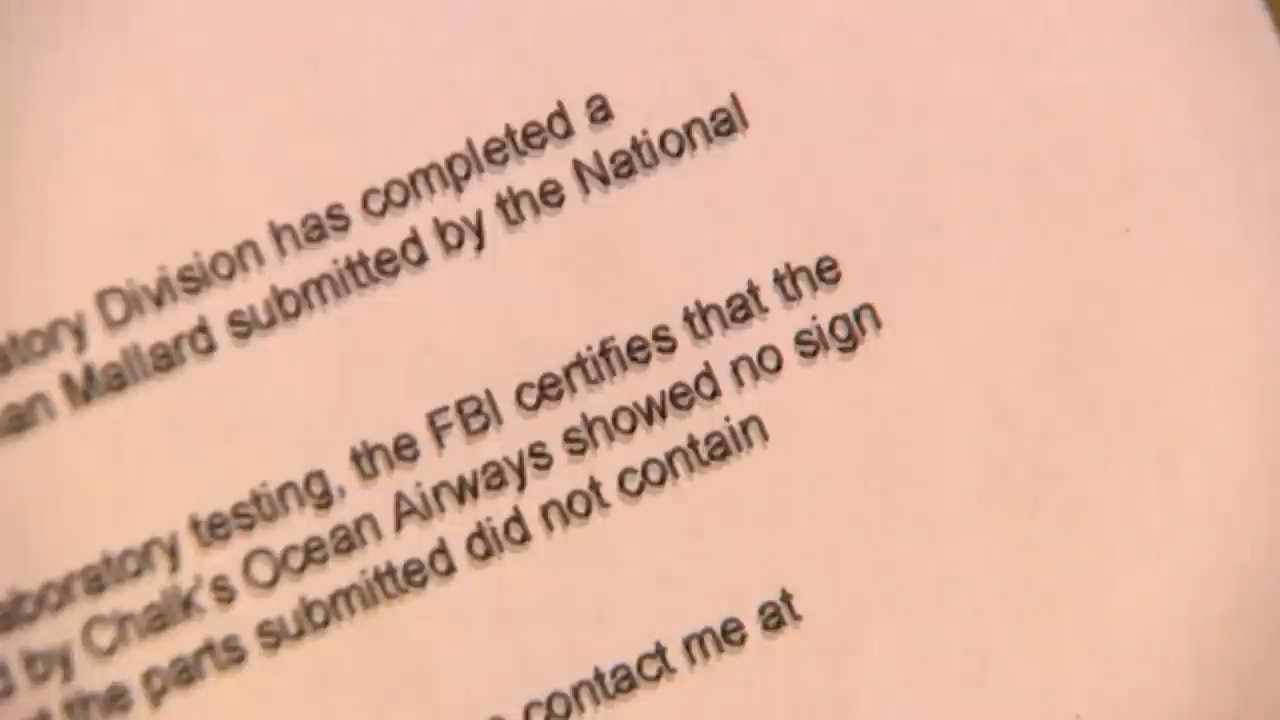 atory Division has completed a
an Mallard submitted by the National
aboratory testing, the FBI certifies that the
d by Chalk's Ocean Airways showed no sign
the parts submitted did not contain
contact me at